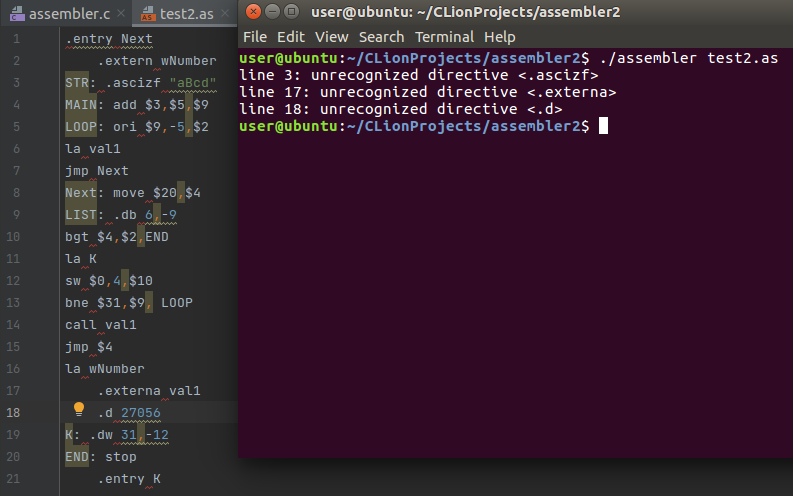 assembler.c test2.as
1 .entry Next
2 .extern wNumber
3 STR: .ascizf "aBcd"
4 MAIN: add $3,$5,$9
5 LOOP: ori $9,-5,$2
6 la val1
7 jmp Next
8 Next: move $20,$4
9 LIST: .db 6,-9
10 bgt $4,$2,END
11 la K
12 sw $0,4,$10
13 bne $31,$9, LOOP
14 call val1
15 jmp $4
16 la wNumber
17 .externa val1
18 .d 27056
19 K: .dw 31,-12
20 END: stop
21 .entry K
user@ubuntu: ~/CLionProjects/assembler2
File Edit View Search Terminal Help
user@ubuntu:~/CLionProjects/assembler2$ ./assembler test2.as
line 3: unrecognized directive <.ascizf>
line 17: unrecognized directive <.externa>
line 18: unrecognized directive <.d>
user@ubuntu:~/CLionProjects/assembler2$